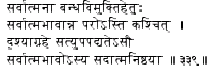 सर्वात्मना बन्धविमुक्तिहेतुः
सर्वात्मभावान्न परोऽस्ति कश्चित् ।
दृश्याग्रहे सत्युपपद्यतेऽसौ
सर्वात्मभावोऽस्य सदात्मनिष्ठया ॥ ३३९ ॥